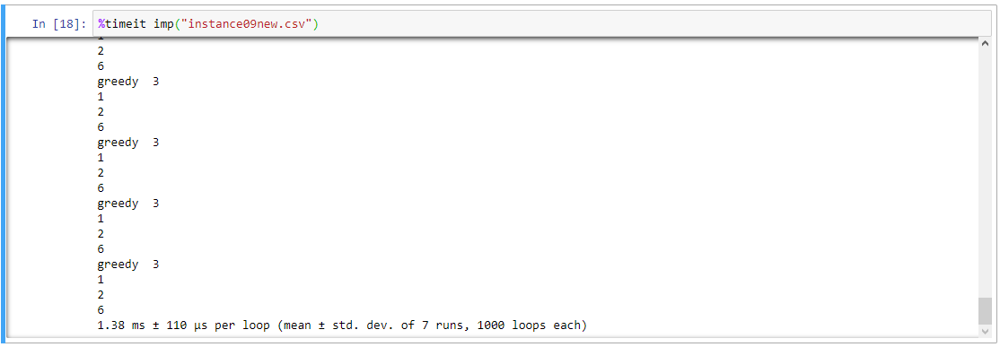 In [18]: %timeit imp("instance09new.csv")
2
6
greedy  3
1
2
6
greedy  3
1
2
6
greedy  3
1
2
6
greedy  3
1
2
6
1.38 ms ± 110 µs per loop (mean ± std. dev. of 7 runs, 1000 loops each)